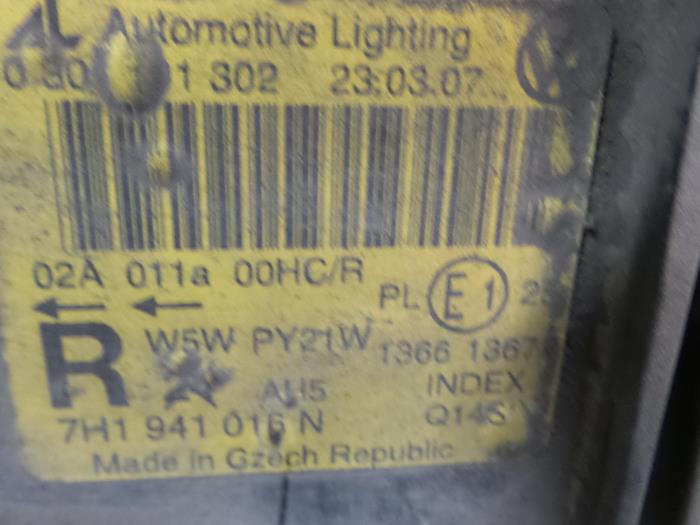 AL Automotive Lighting
1 302 23:03:07
02A 011a 00HC/R
PL E1
R W5W PY21W 1366
AH5 INDEX
7H1 941 016 N
Made in Czech Republic